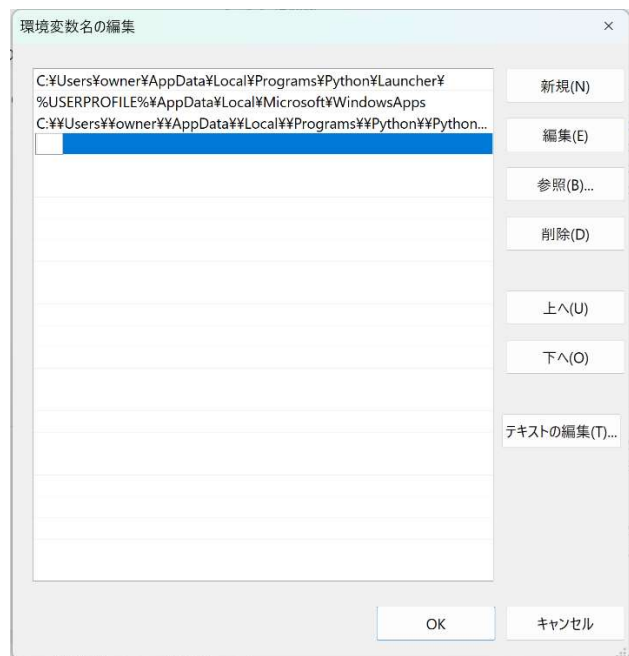 環境変数名の編集
×
C:¥Users¥owner¥AppData¥Local¥Programs¥Python¥Launcher¥
%USERPROFILE%¥AppData¥Local¥Microsoft¥WindowsApps
C:¥¥Users¥¥owner¥¥AppData¥¥Local¥¥Programs¥¥Python¥¥Python...
新規(N)
編集(E)
参照(B)...
削除(D)
上へ(U)
下へ(O)
テキストの編集(T)...
OK
キャンセル